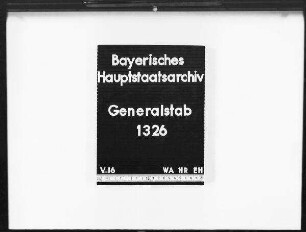 Bayerisches
Hauptstaatsarchiv
Generalstab
1326
V.16 WA HR EH